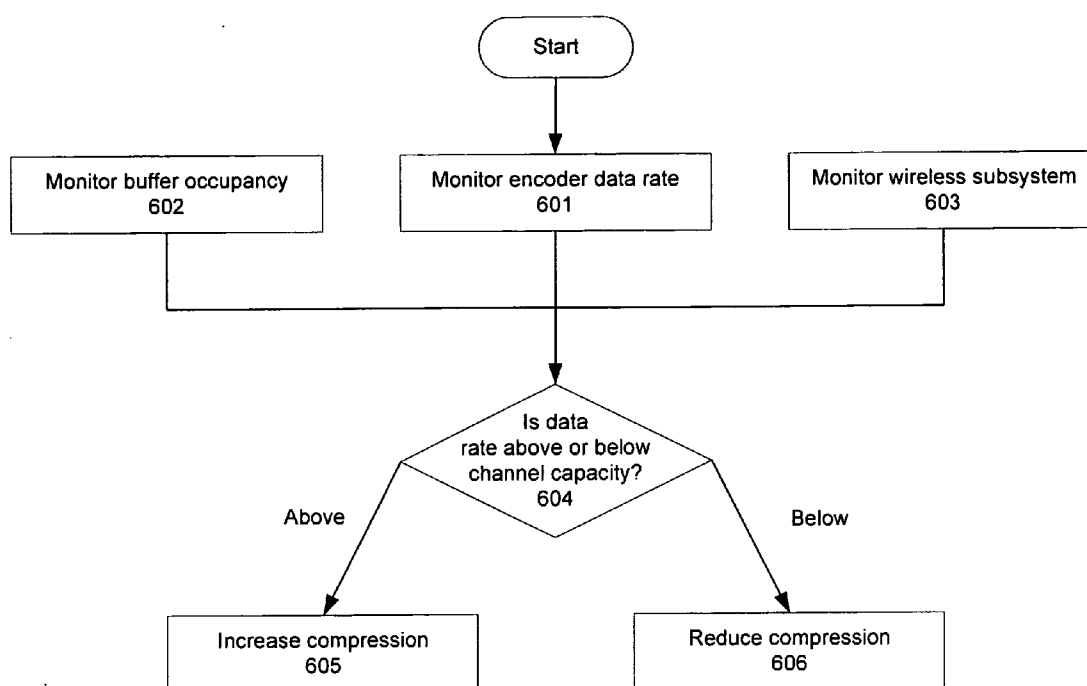 Start
Monitor buffer occupancy
602
Monitor encoder data rate
601
Monitor wireless subsystem
603
Is data
rate above or below
channel capacity?
604
Above
Below
Increase compression
605
Reduce compression
606